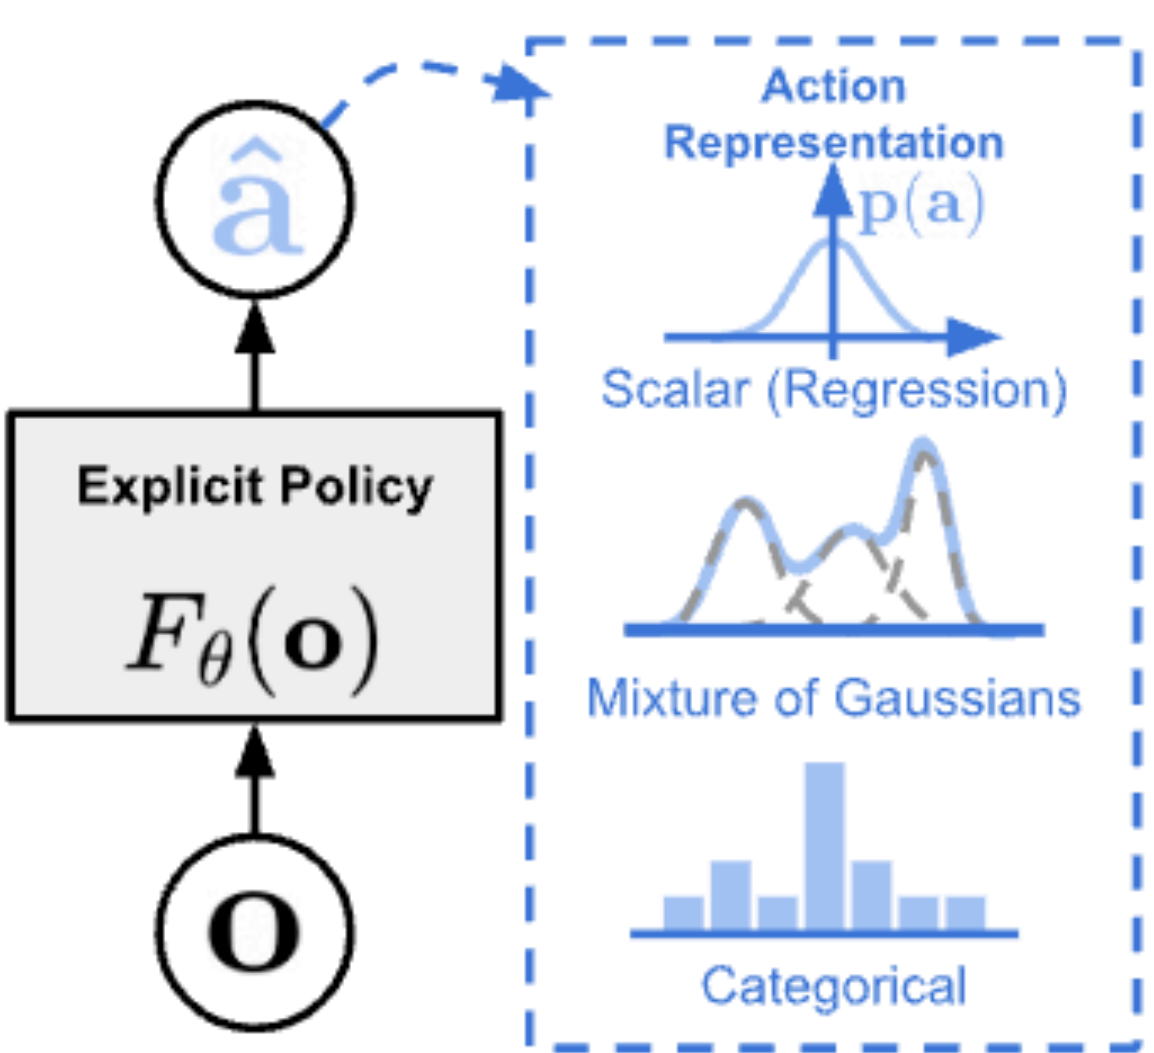 â
Explicit Policy
F_θ(o)
o
Action
Representation
p(a)
Scalar (Regression)
Mixture of Gaussians
Categorical